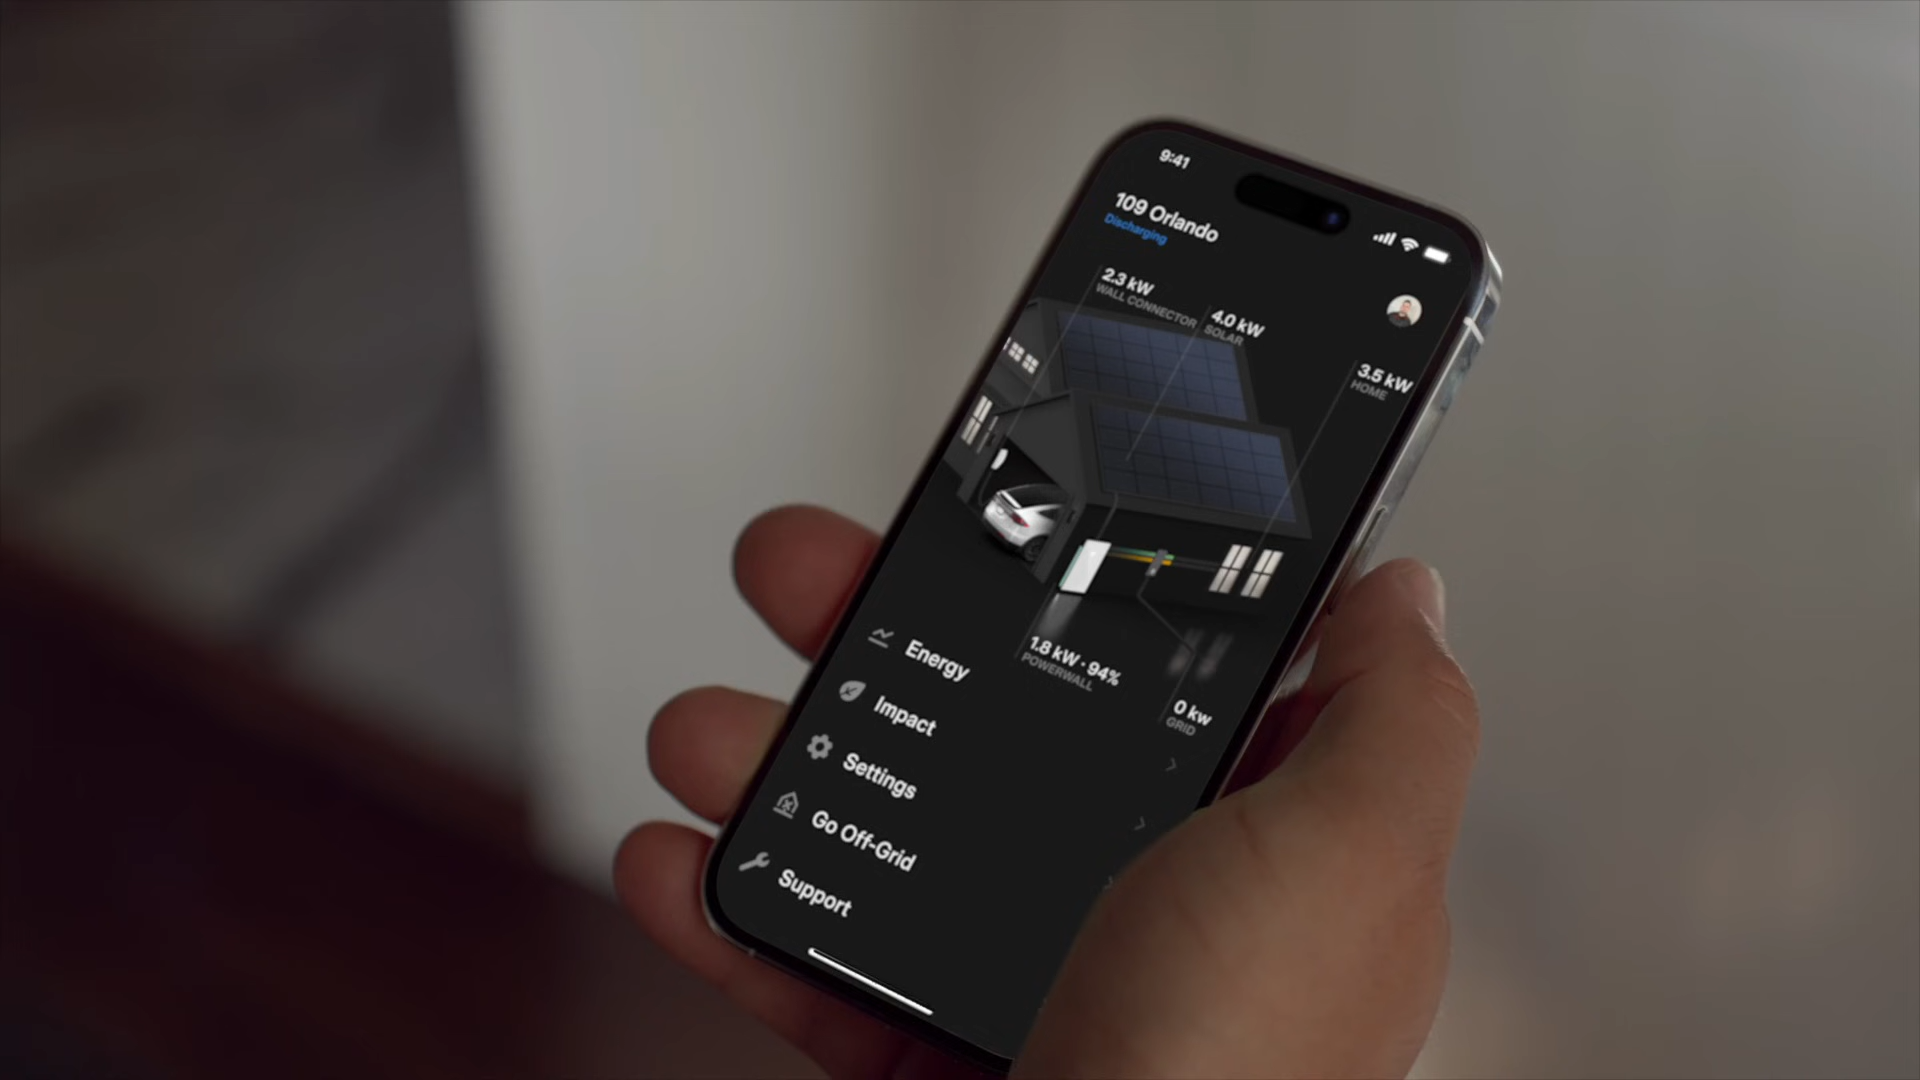 9:41
109 Orlando
Discharging
2.3 kW
WALL CONNECTOR
4.0 kW
SOLAR
3.5 kW
HOME
1.8 kW · 94%
POWERWALL
0 kw
GRID
Energy
Impact
Settings
Go Off-Grid
Support